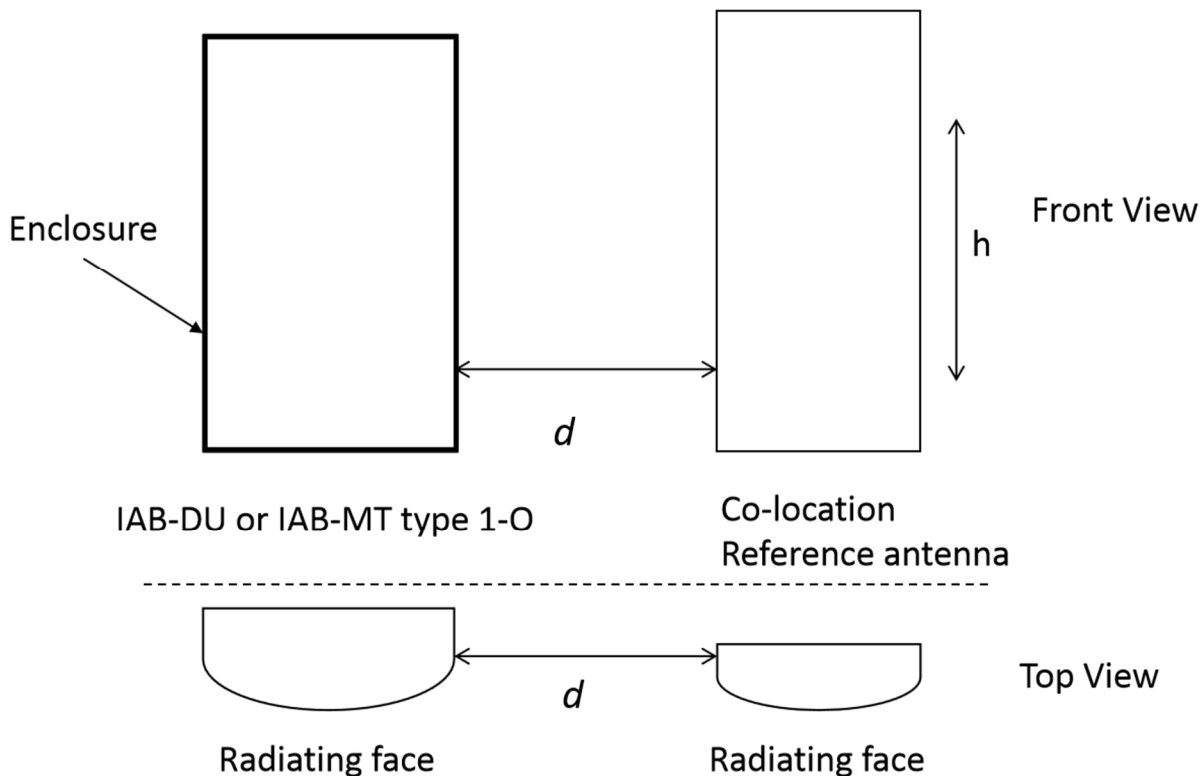 Enclosure
Front View
h
d
IAB-DU or IAB-MT type 1-O
Co-location
Reference antenna
d
Top View
Radiating face
Radiating face